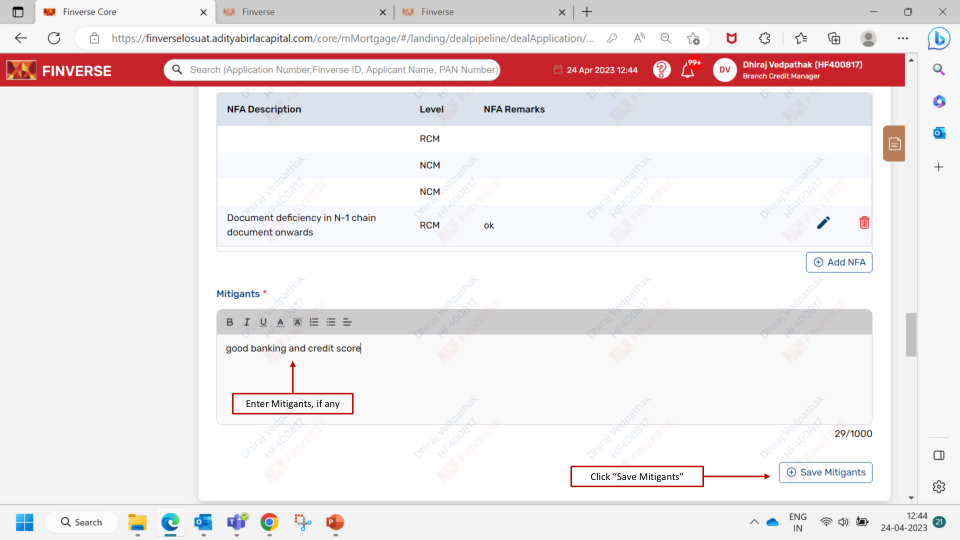 Finverse Core
Finverse
Finverse
https://finverselosuat.adityabirlacapital.com/core/mMortgage/#/landing/dealpipeline/dealApplication/...
FINVERSE
Search (Application Number,Finverse ID, Applicant Name, PAN Number)
24 Apr 2023 12:44
99+
DV
Dhiraj Vedpathak (HF400817)
Branch Credit Manager
NFA Description Level NFA Remarks
RCM
NCM
NCM
Document deficiency in N-1 chain
document onwards
RCM
ok
Add NFA
Mitigants *
B I U A A
good banking and credit score
Enter Mitigants, if any
29/1000
Click “Save Mitigants”
Save Mitigants
Dhiraj Vedpathak
HF400817
FINVERSE
Search
ENG
IN
12:44
24-04-2023
21